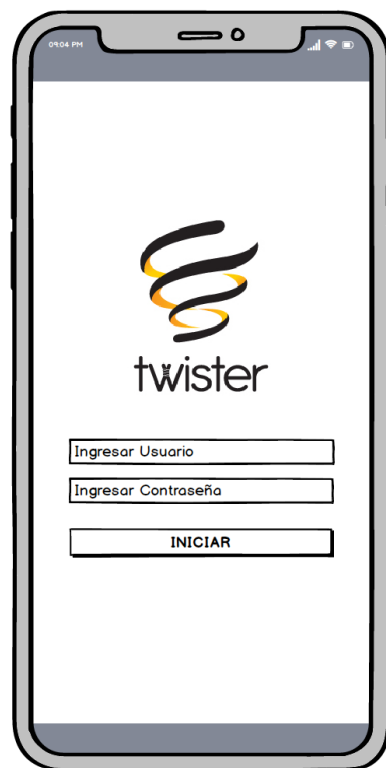 09:04 PM
twister
Ingresar Usuario
Ingresar Contraseña
INICIAR